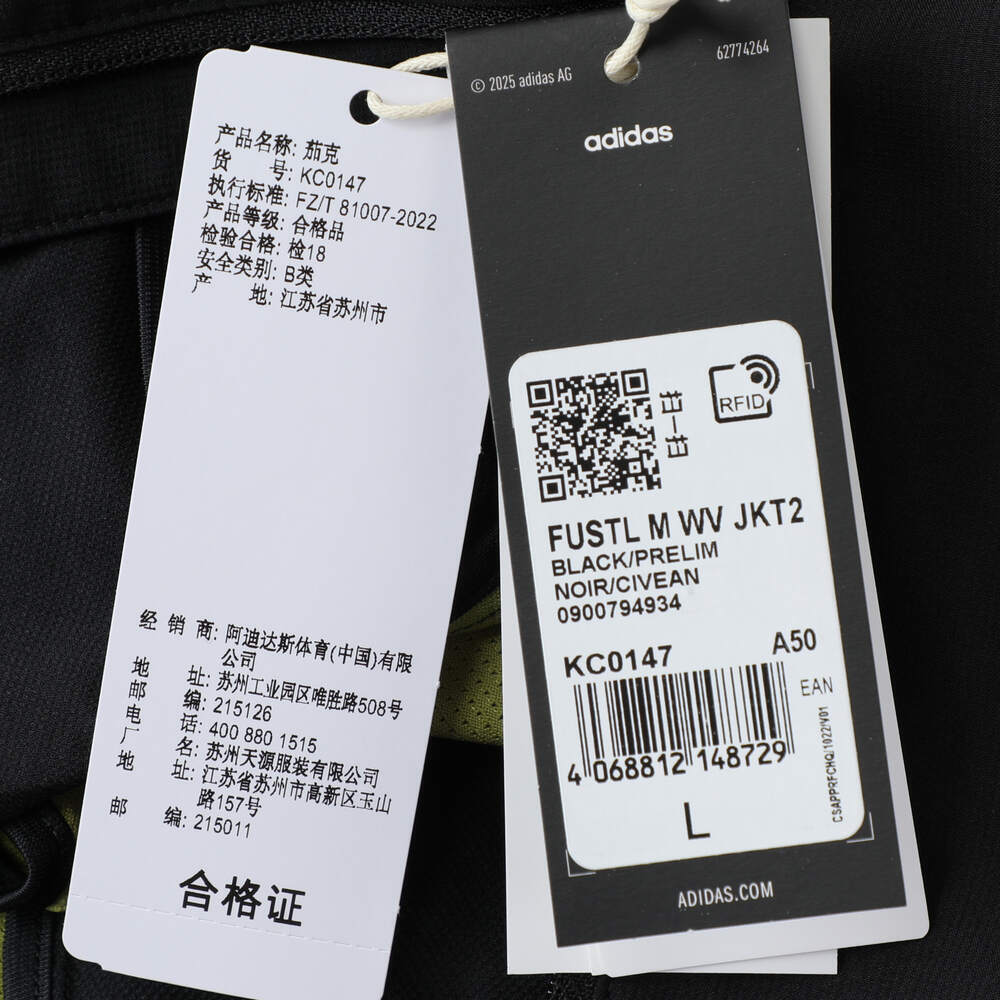 产品名称: 茄克
货 号: KC0147
执行标准: FZ/T 81007-2022
产品等级: 合格品
检验合格: 检18
安全类别: B类
产 地: 江苏省苏州市
经 销 商: 阿迪达斯体育(中国)有限
公司
地 址: 苏州工业园区唯胜路508号
邮 编: 215126
电 话: 400 880 1515
厂 名: 苏州天源服装有限公司
地 址: 江苏省苏州市高新区玉山
路157号
邮 编: 215011
合格证
© 2025 adidas AG
62774264
adidas
扫一扫
RFID
FUSTL M WV JKT2
BLACK/PRELIM
NOIR/CIVEAN
0900794934
KC0147 A50
EAN
4 068812 148729
CSAPPRFCHQ/1022/V01
L
ADIDAS.COM